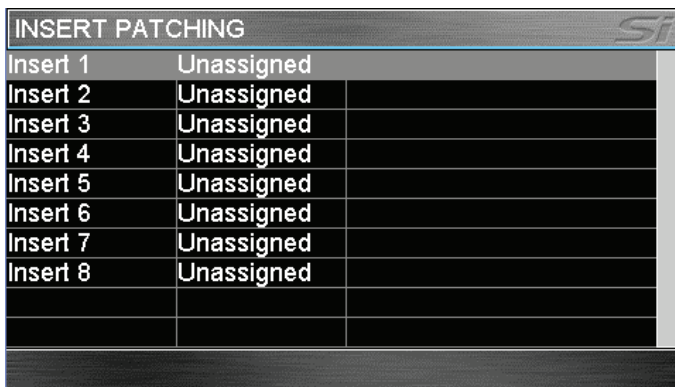 INSERT PATCHING Si
Insert 1 Unassigned
Insert 2 Unassigned
Insert 3 Unassigned
Insert 4 Unassigned
Insert 5 Unassigned
Insert 6 Unassigned
Insert 7 Unassigned
Insert 8 Unassigned